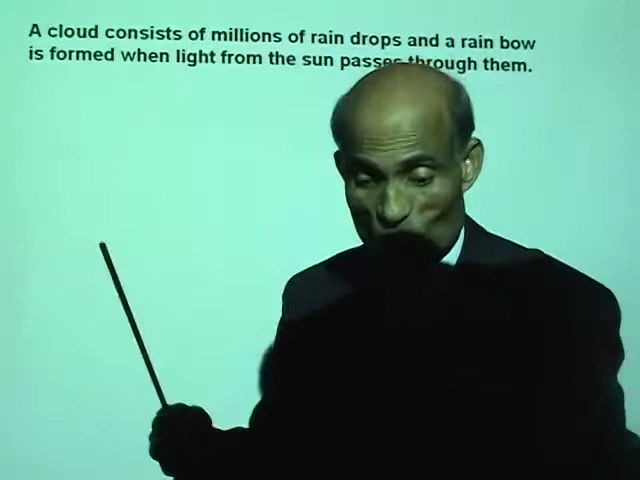 A cloud consists of millions of rain drops and a rain bow
is formed when light from the sun passes through them.